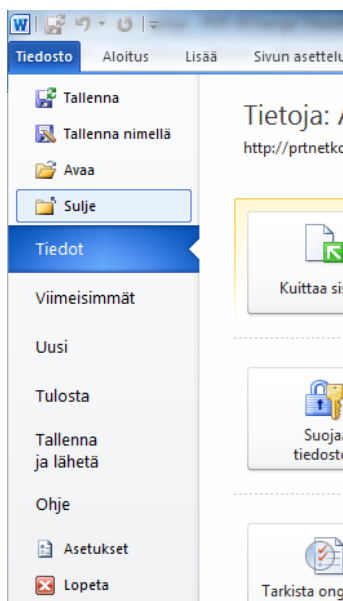 Tiedosto Aloitus Lisää Sivun asettelu
Tallenna
Tallenna nimellä
Avaa
Sulje
Tiedot
Viimeisimmät
Uusi
Tulosta
Tallenna
ja lähetä
Ohje
Asetukset
Lopeta
Tietoja: A
http://prtnetko
Kuittaa sis
Suojaa
tiedosto
Tarkista ong